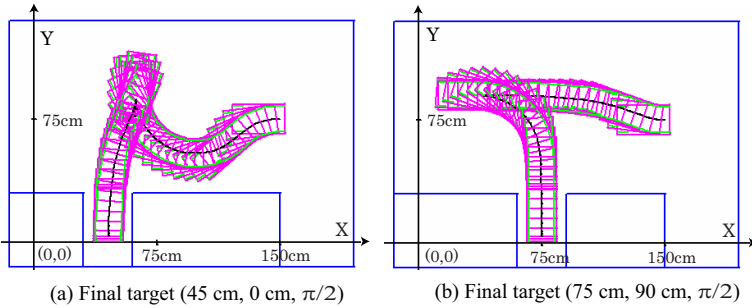 Y
75cm
X
(0,0)
75cm
150cm
(a) Final target (45 cm, 0 cm, π/2)
Y
75cm
X
(0,0)
75cm
150cm
(b) Final target (75 cm, 90 cm, π/2)